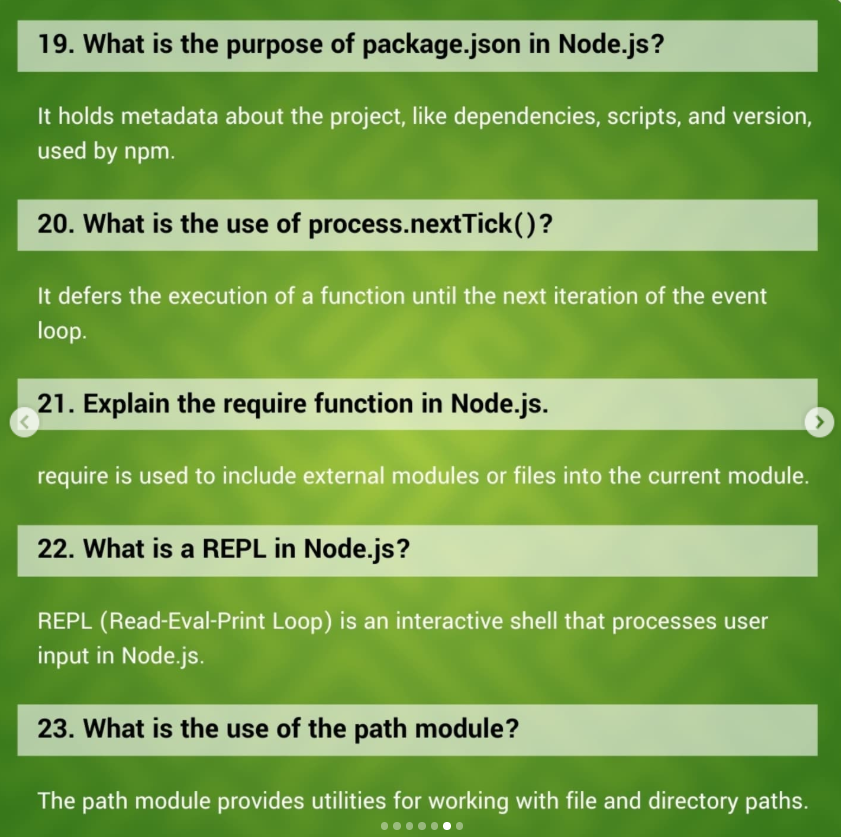 19. What is the purpose of package.json in Node.js?
It holds metadata about the project, like dependencies, scripts, and version,
used by npm.
20. What is the use of process.nextTick()?
It defers the execution of a function until the next iteration of the event
loop.
21. Explain the require function in Node.js.
require is used to include external modules or files into the current module.
22. What is a REPL in Node.js?
REPL (Read-Eval-Print Loop) is an interactive shell that processes user
input in Node.js.
23. What is the use of the path module?
The path module provides utilities for working with file and directory paths.